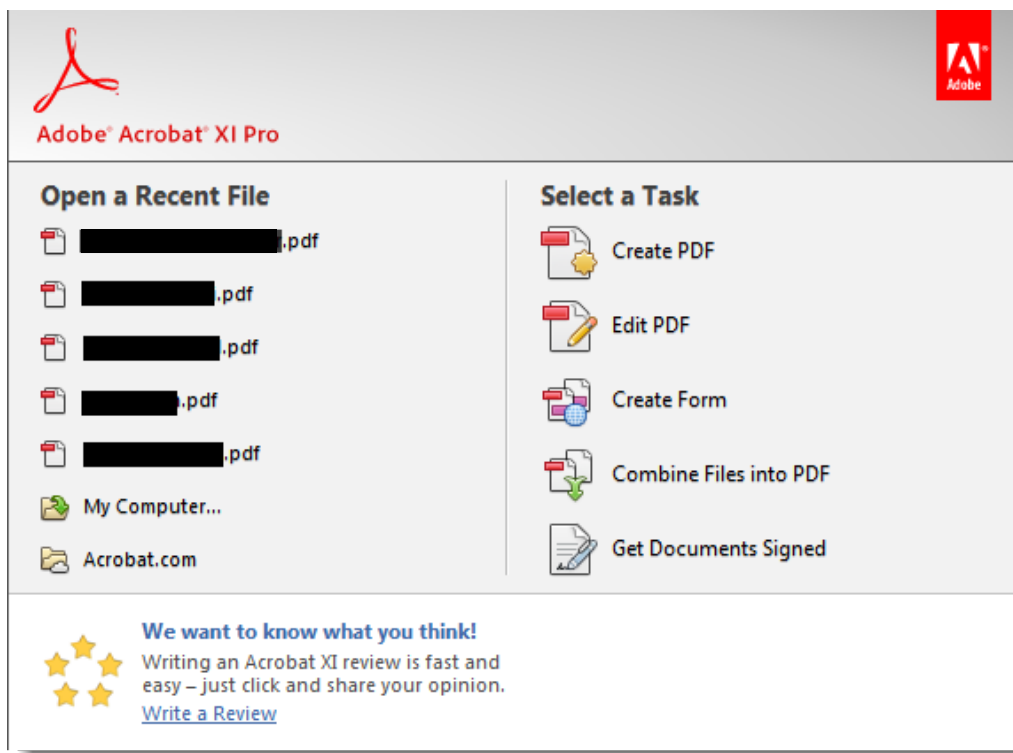 Adobe
Adobe® Acrobat® XI Pro
Open a Recent File
.pdf
.pdf
.pdf
.pdf
.pdf
My Computer...
Acrobat.com
Select a Task
Create PDF
Edit PDF
Create Form
Combine Files into PDF
Get Documents Signed
We want to know what you think!
Writing an Acrobat XI review is fast and
easy – just click and share your opinion.
Write a Review